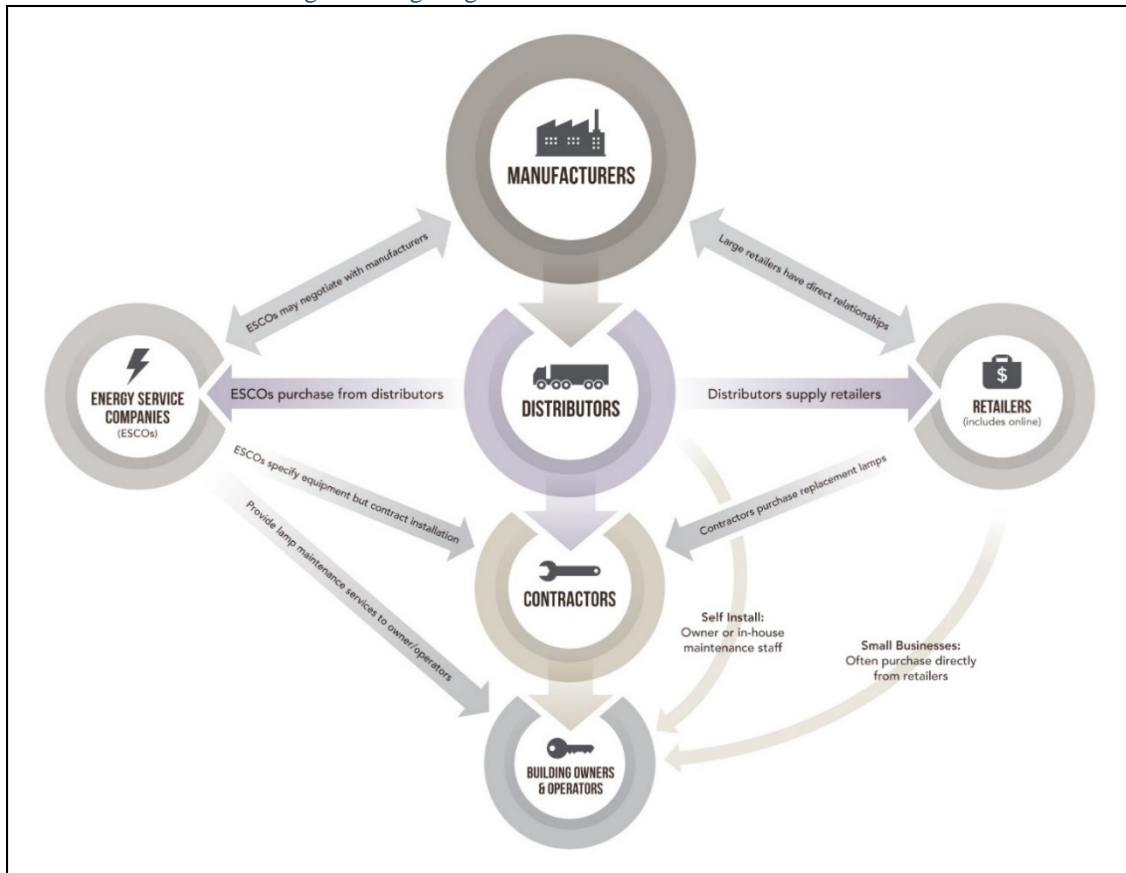 MANUFACTURERS
ESCOs may negotiate with manufacturers
Large retailers have direct relationships
ENERGY SERVICE
COMPANIES
(ESCOs)
ESCOs purchase from distributors
DISTRIBUTORS
Distributors supply retailers
$
RETAILERS
(includes online)
ESCOs specify equipment but contract installation
Contractors purchase replacement lamps
Provide lamp maintenance services to owner/operators
CONTRACTORS
Self Install:
Owner or in-house
maintenance staff
Small Businesses:
Often purchase directly
from retailers
BUILDING OWNERS
& OPERATORS